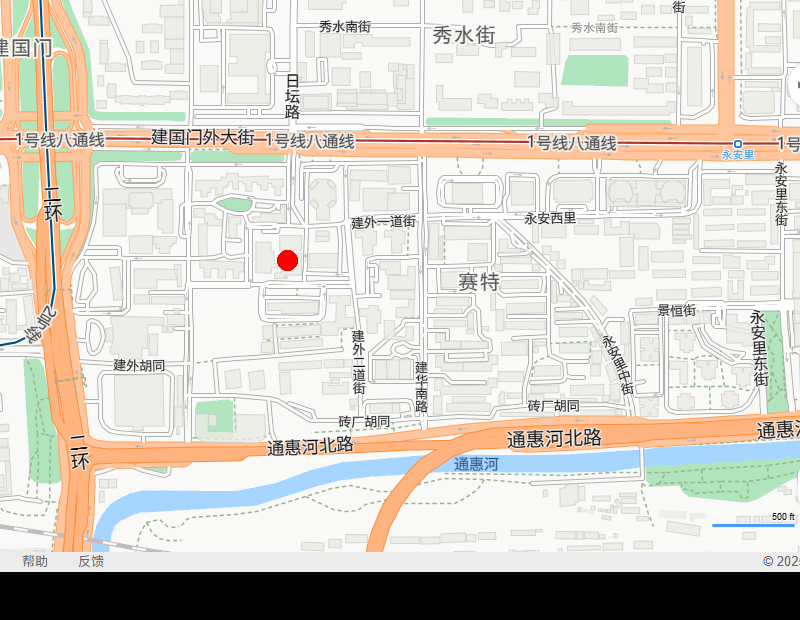 街
秀水南街
秀水街
秀水南街
建国门
日坛路
建国门外大街
1号线八通线
1号线八通线
1号线八通线
1号
永安里
永安里东街
二环
建外一道街
永安西里
赛特
景恒街
2号线
永安里东街
永安里中街
建外二道街
建外胡同
建华南路
砖厂胡同
砖厂胡同
通惠河北路
通惠河北路
通惠河
二环
通惠河
500 ft
帮助
反馈
© 202